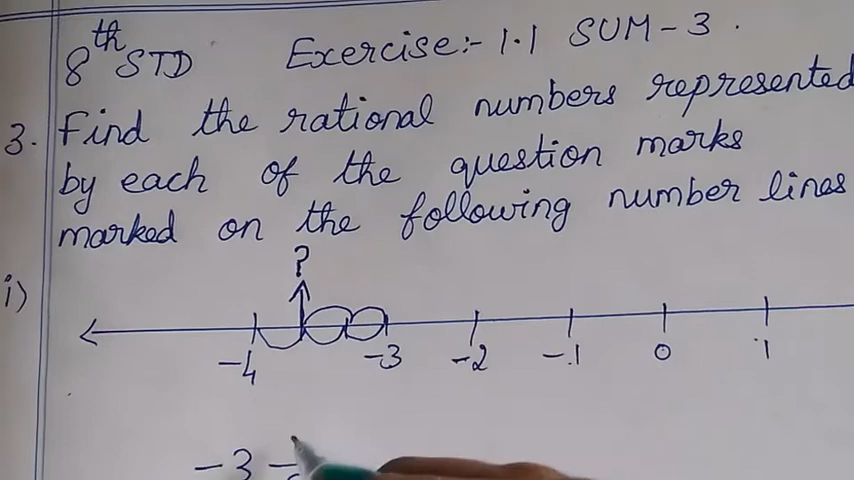 8th STD Exercise:- 1.1 SUM-3.
3. Find the rational numbers represented
by each of the question marks
marked on the following number lines
i) ?
-4 -3 -2 -1 0 1
-3 -